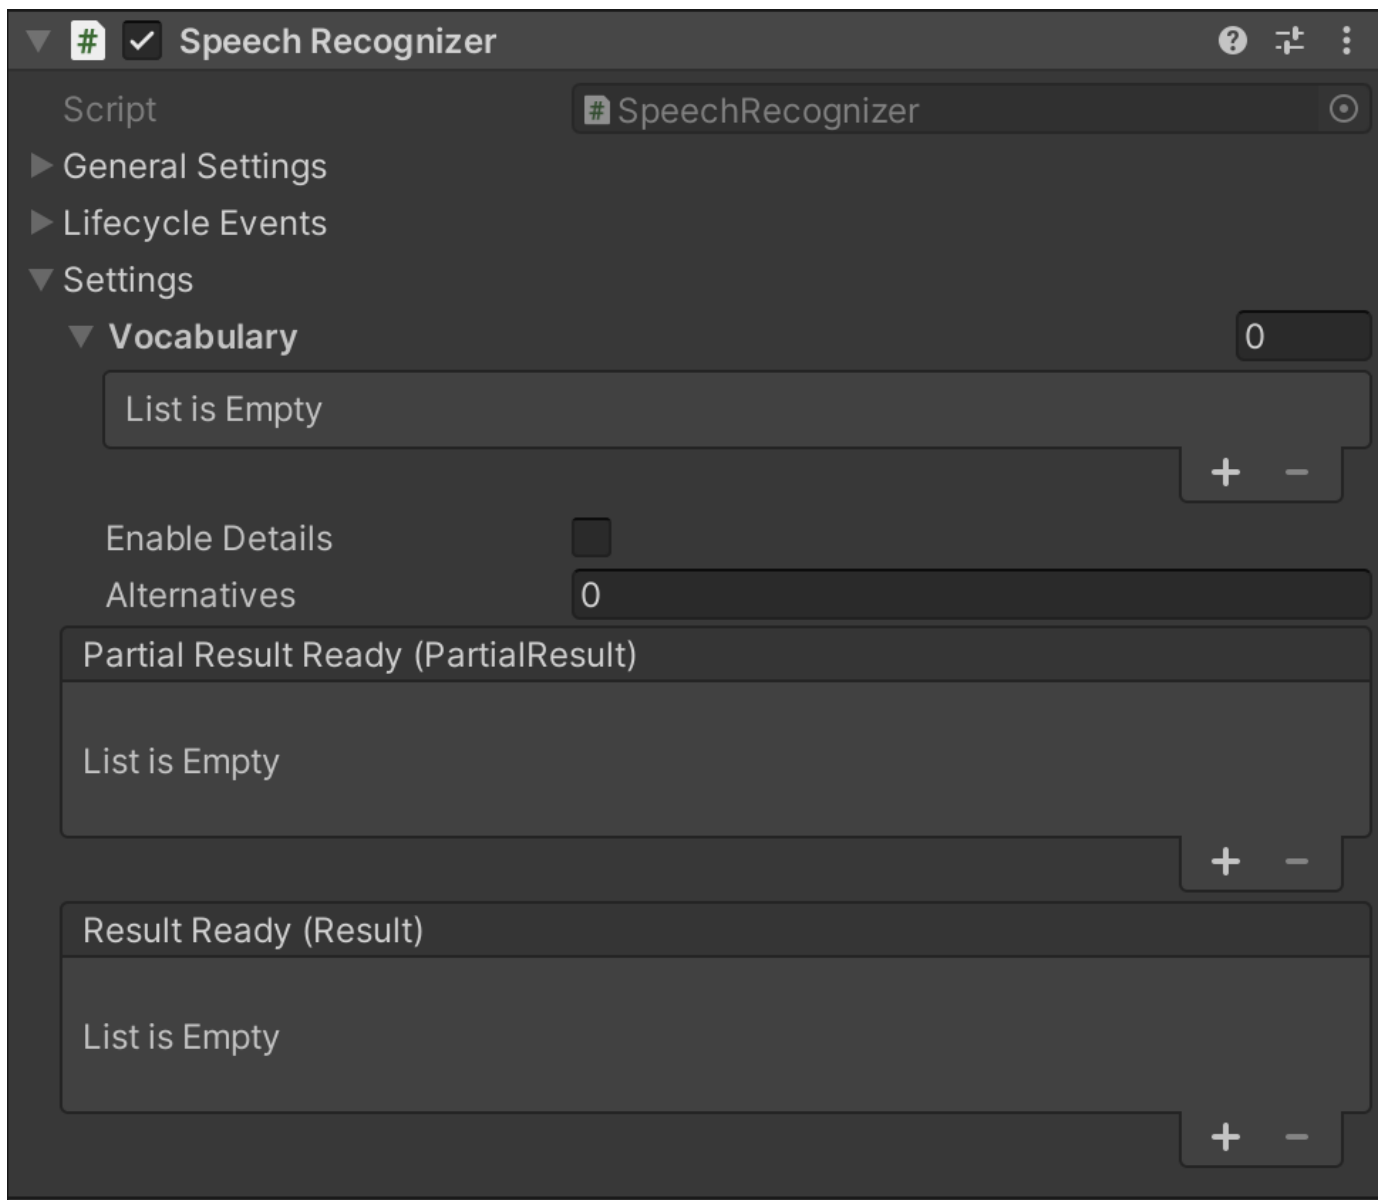 Speech Recognizer
Script SpeechRecognizer
General Settings
Lifecycle Events
Settings
Vocabulary 0
List is Empty
Enable Details
Alternatives 0
Partial Result Ready (PartialResult)
List is Empty
Result Ready (Result)
List is Empty